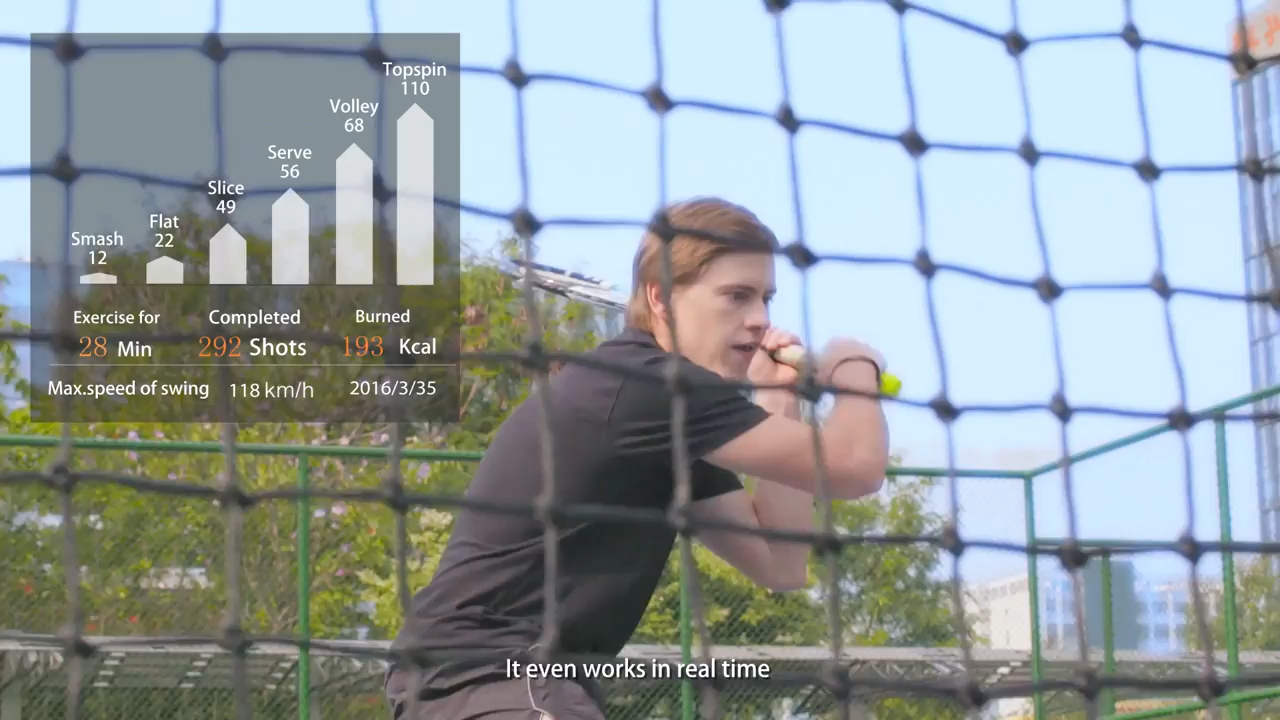 Topspin
110
Volley
68
Serve
56
Slice
49
Flat
22
Smash
12
Exercise for
28 Min
Completed
292 Shots
Burned
193 Kcal
Max.speed of swing 118 km/h 2016/3/35
It even works in real time